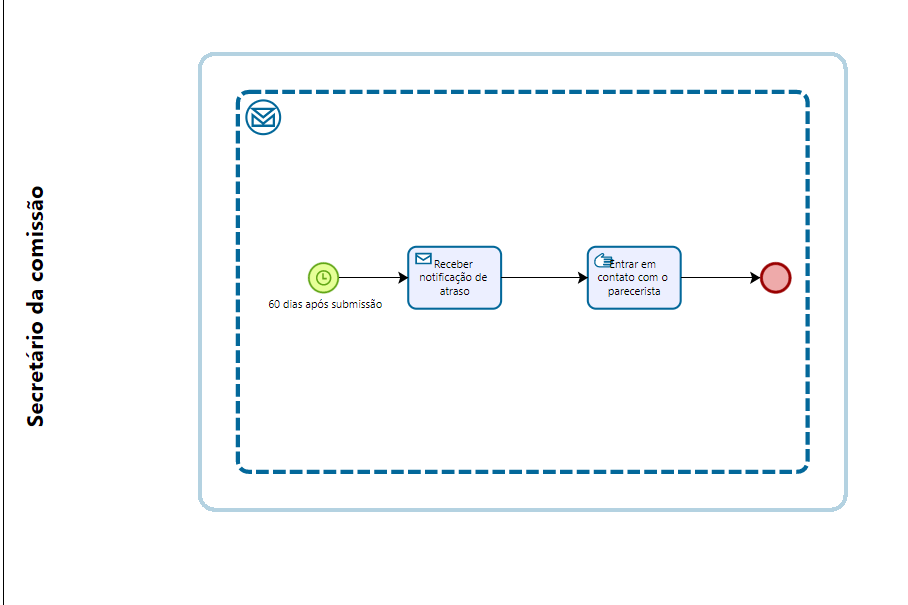 Secretário da comissão
60 dias após submissão
Receber
notificação de
atraso
Entrar em
contato com o
parecerista